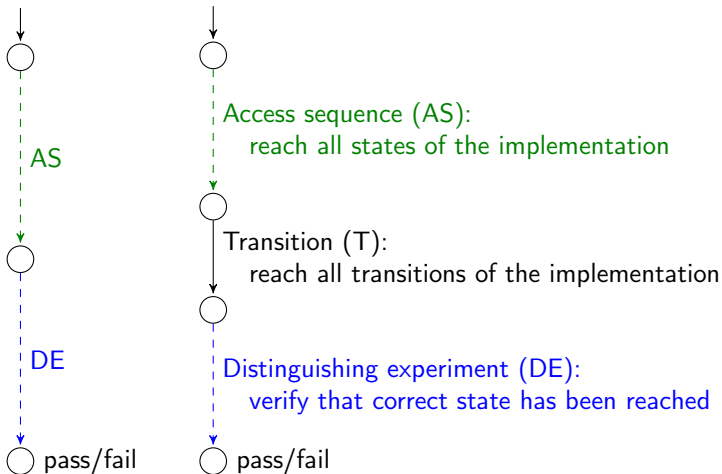 Access sequence (AS):
reach all states of the implementation
AS
Transition (T):
reach all transitions of the implementation
DE
Distinguishing experiment (DE):
verify that correct state has been reached
pass/fail
pass/fail